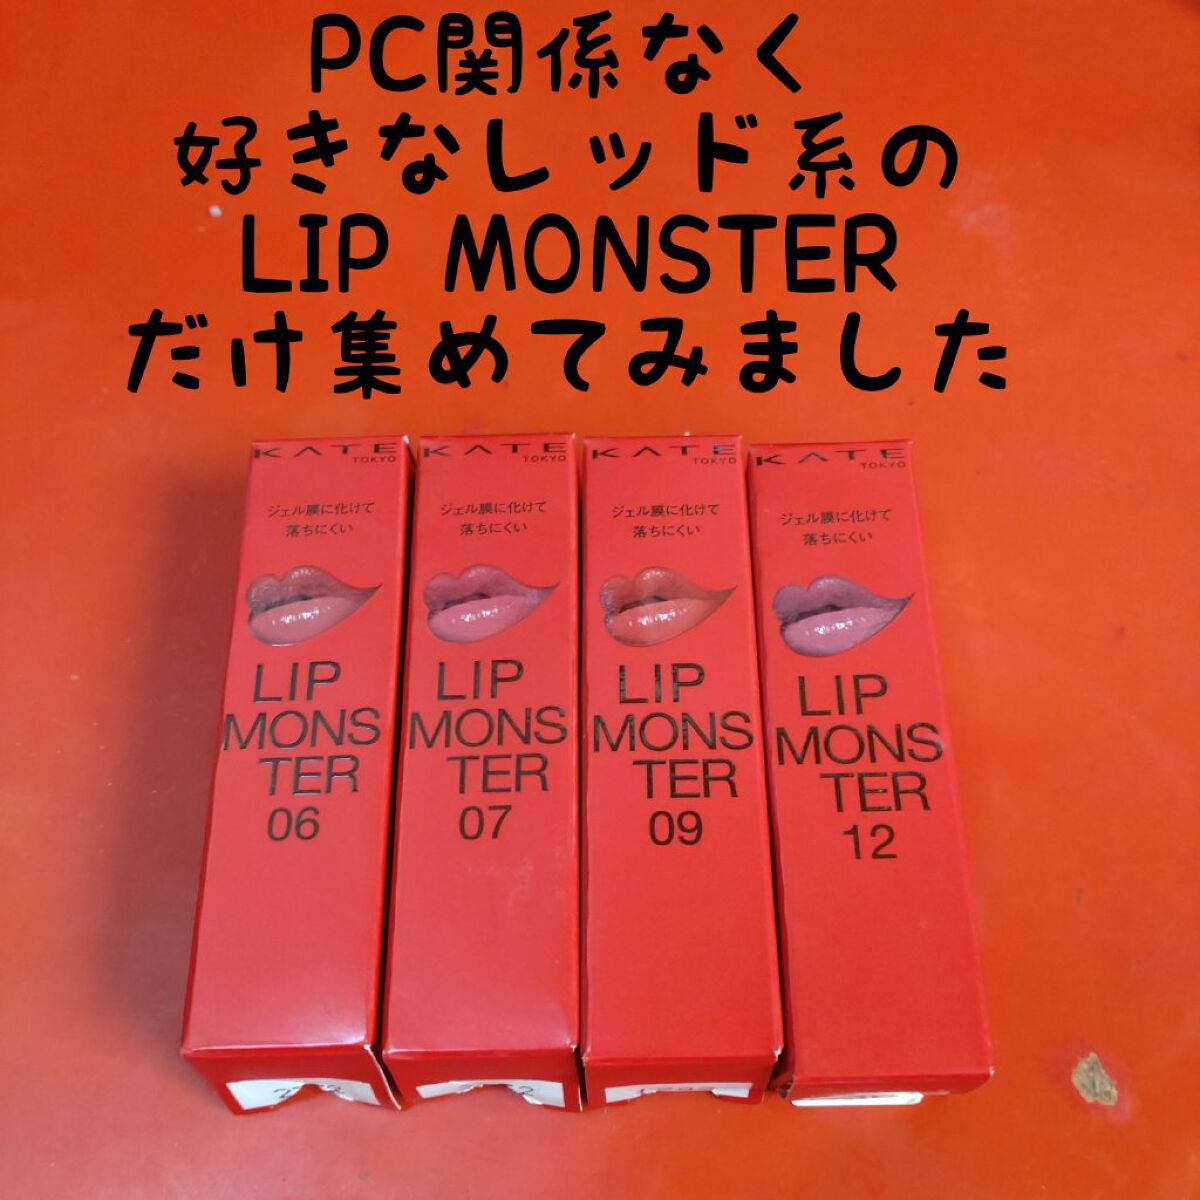 PC関係なく
好きなレッド系の
LIP MONSTER
だけ集めてみました
KATE
TOKYO
ジェル膜に化けて
落ちにくい
LIP
MONS
TER
06
KATE
TOKYO
ジェル膜に化けて
落ちにくい
LIP
MONS
TER
07
KATE
TOKYO
ジェル膜に化けて
落ちにくい
LIP
MONS
TER
09
KATE
TOKYO
ジェル膜に化けて
落ちにくい
LIP
MONS
TER
12